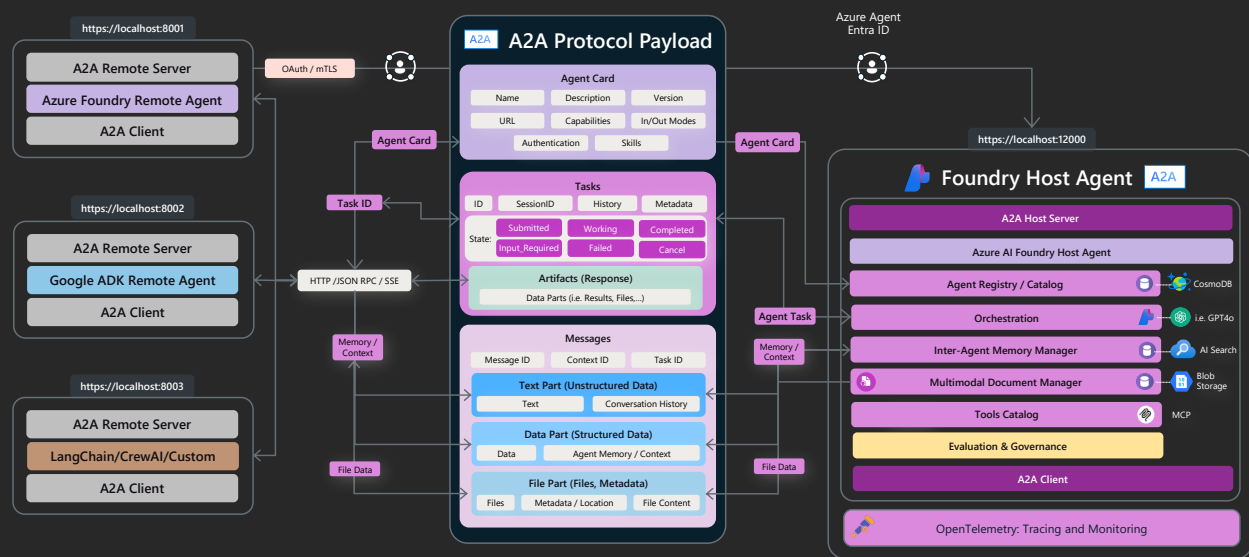 https://localhost:8001
A2A Remote Server
Azure Foundry Remote Agent
A2A Client
https://localhost:8002
A2A Remote Server
Google ADK Remote Agent
A2A Client
https://localhost:8003
A2A Remote Server
LangChain/CrewAI/Custom
A2A Client
OAuth / mTLS
Agent Card
Task ID
HTTP /JSON RPC / SSE
Memory /
Context
File Data
A2A
A2A Protocol Payload
Agent Card
Name
Description
Version
URL
Capabilities
In/Out Modes
Authentication
Skills
Tasks
ID
SessionID
History
Metadata
State:
Submitted
Working
Completed
Input_Required
Failed
Cancel
Artifacts (Response)
Data Parts (i.e. Results, Files,...)
Messages
Message ID
Context ID
Task ID
Text Part (Unstructured Data)
Text
Conversation History
Data Part (Structured Data)
Data
Agent Memory / Context
File Part (Files, Metadata)
Files
Metadata / Location
File Content
Azure Agent
Entra ID
Agent Card
Agent Task
Memory /
Context
File Data
https://localhost:12000
Foundry Host Agent
A2A
A2A Host Server
Azure AI Foundry Host Agent
Agent Registry / Catalog
CosmoDB
Orchestration
i.e. GPT4o
Inter-Agent Memory Manager
AI Search
Multimodal Document Manager
10
01
Blob
Storage
Tools Catalog
MCP
Evaluation & Governance
A2A Client
OpenTelemetry: Tracing and Monitoring